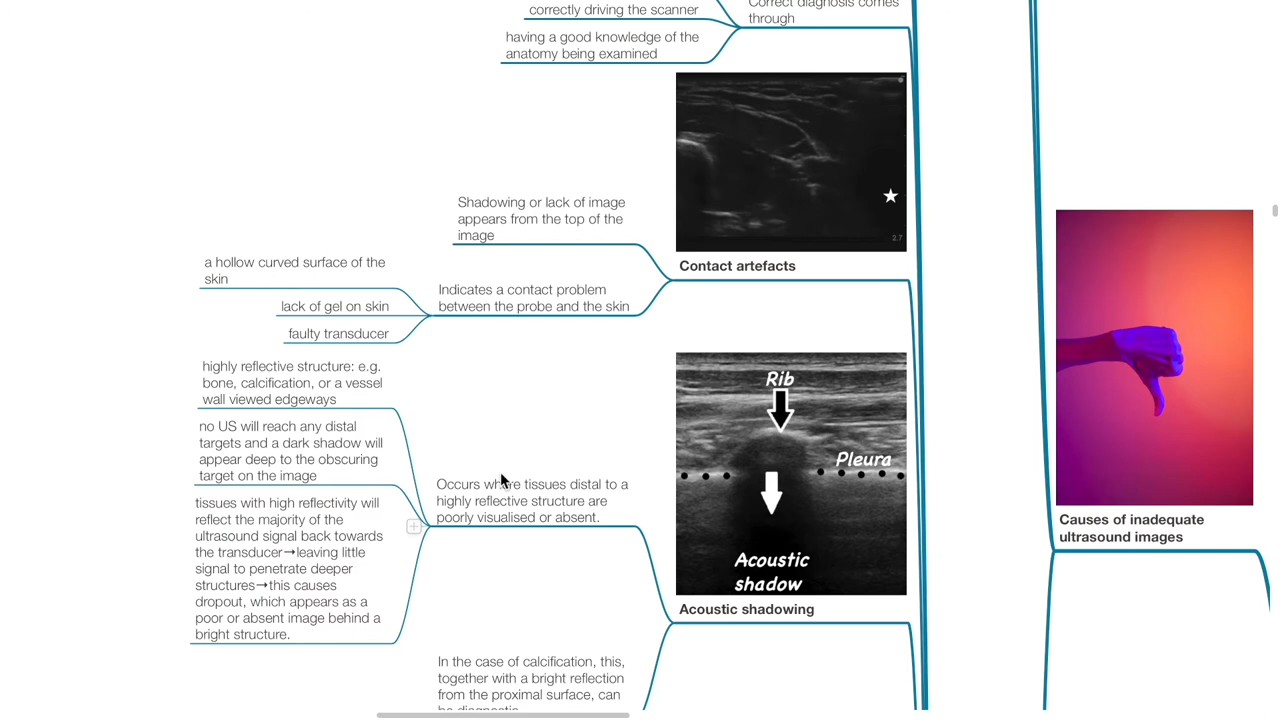 correctly driving the scanner
Correct diagnosis comes
through
having a good knowledge of the
anatomy being examined
2.7
Contact artefacts
Shadowing or lack of image
appears from the top of the
image
Indicates a contact problem
between the probe and the skin
a hollow curved surface of the
skin
lack of gel on skin
faulty transducer
Rib
Pleura
Acoustic
shadow
Acoustic shadowing
Occurs where tissues distal to a
highly reflective structure are
poorly visualised or absent.
highly reflective structure: e.g.
bone, calcification, or a vessel
wall viewed edgeways
no US will reach any distal
targets and a dark shadow will
appear deep to the obscuring
target on the image
tissues with high reflectivity will
reflect the majority of the
ultrasound signal back towards
the transducer→leaving little
signal to penetrate deeper
structures→this causes
dropout, which appears as a
poor or absent image behind a
bright structure.
In the case of calcification, this,
together with a bright reflection
from the proximal surface, can
be diagnostic
Causes of inadequate
ultrasound images